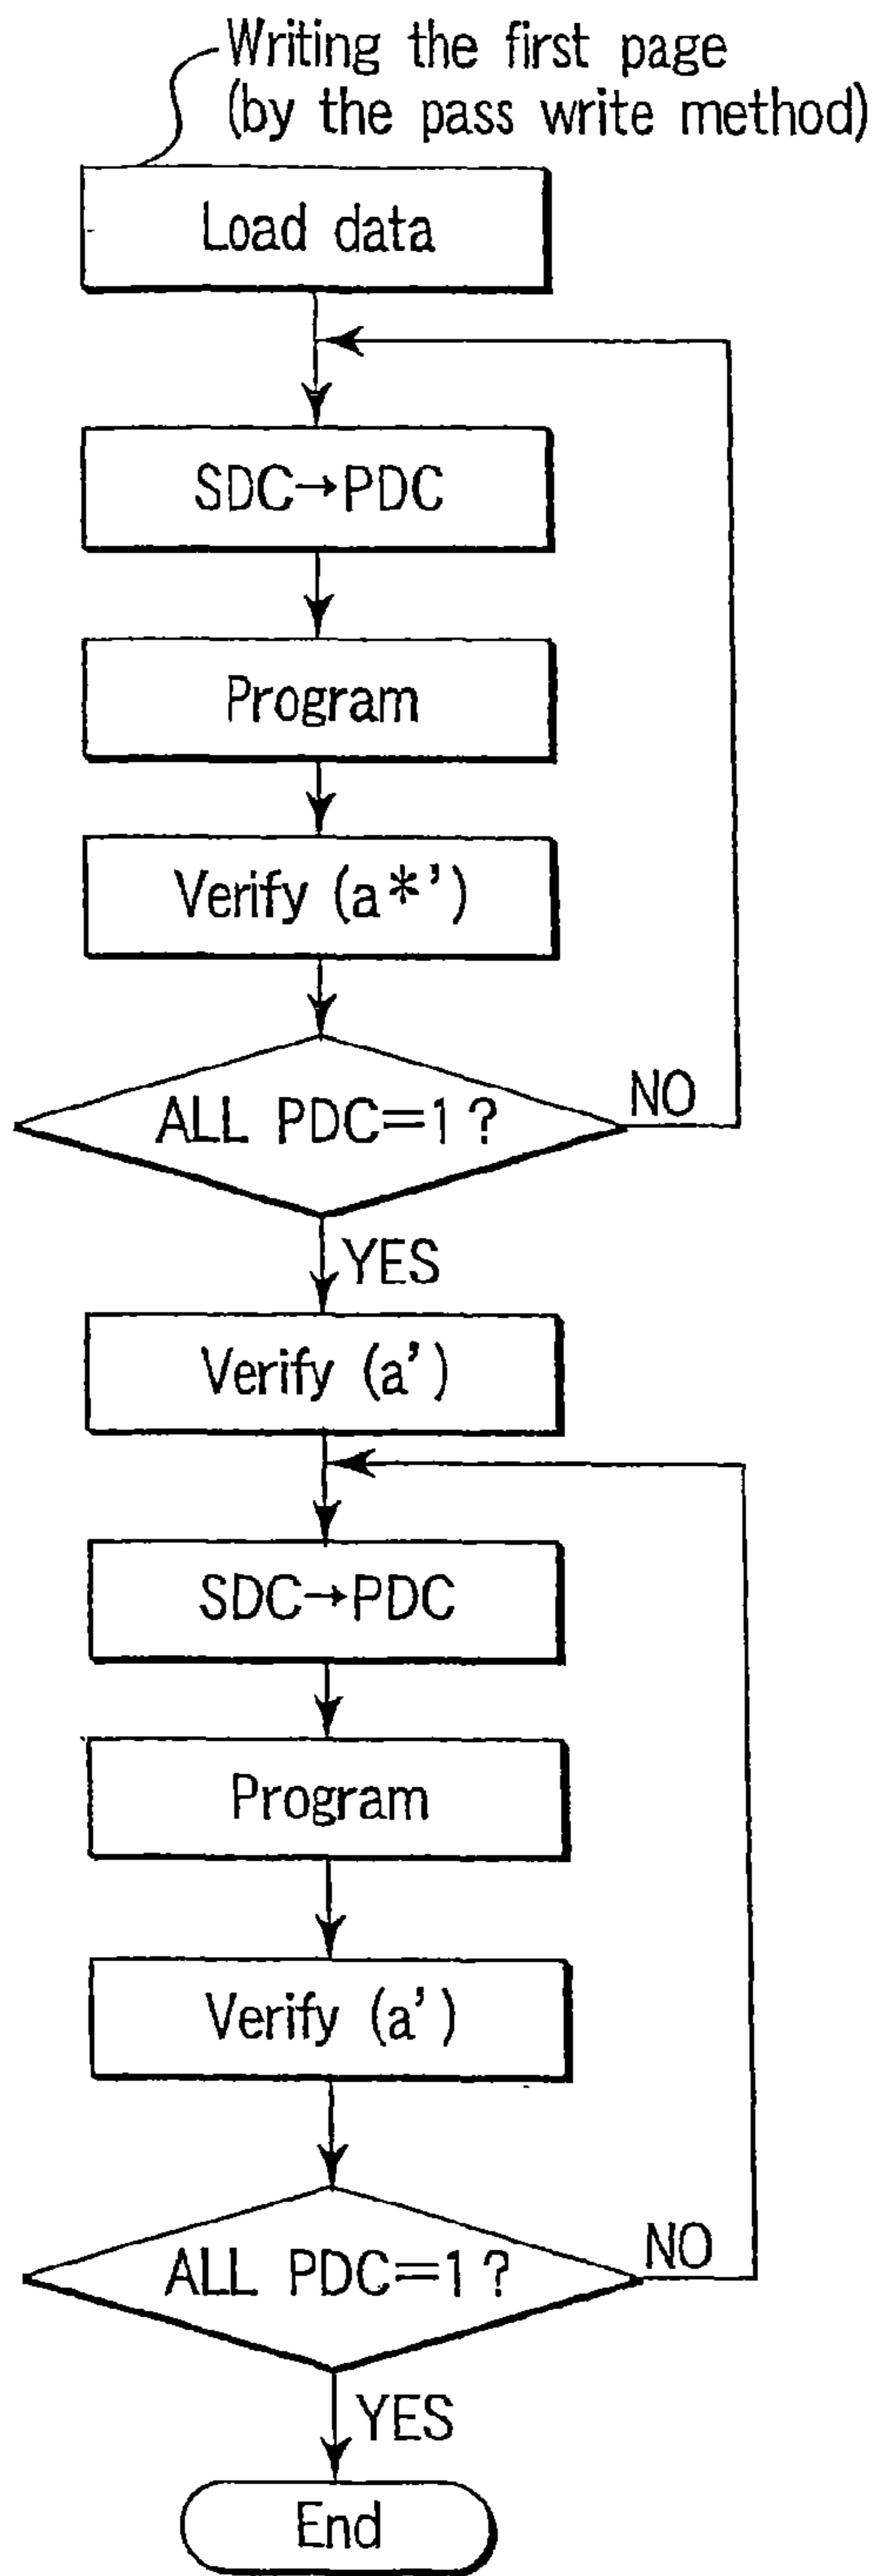 Writing the first page
(by the pass write method)
Load data
SDC→PDC
Program
Verify (a*')
ALL PDC=1?
NO
YES
Verify (a')
SDC→PDC
Program
Verify (a')
ALL PDC=1?
NO
YES
End